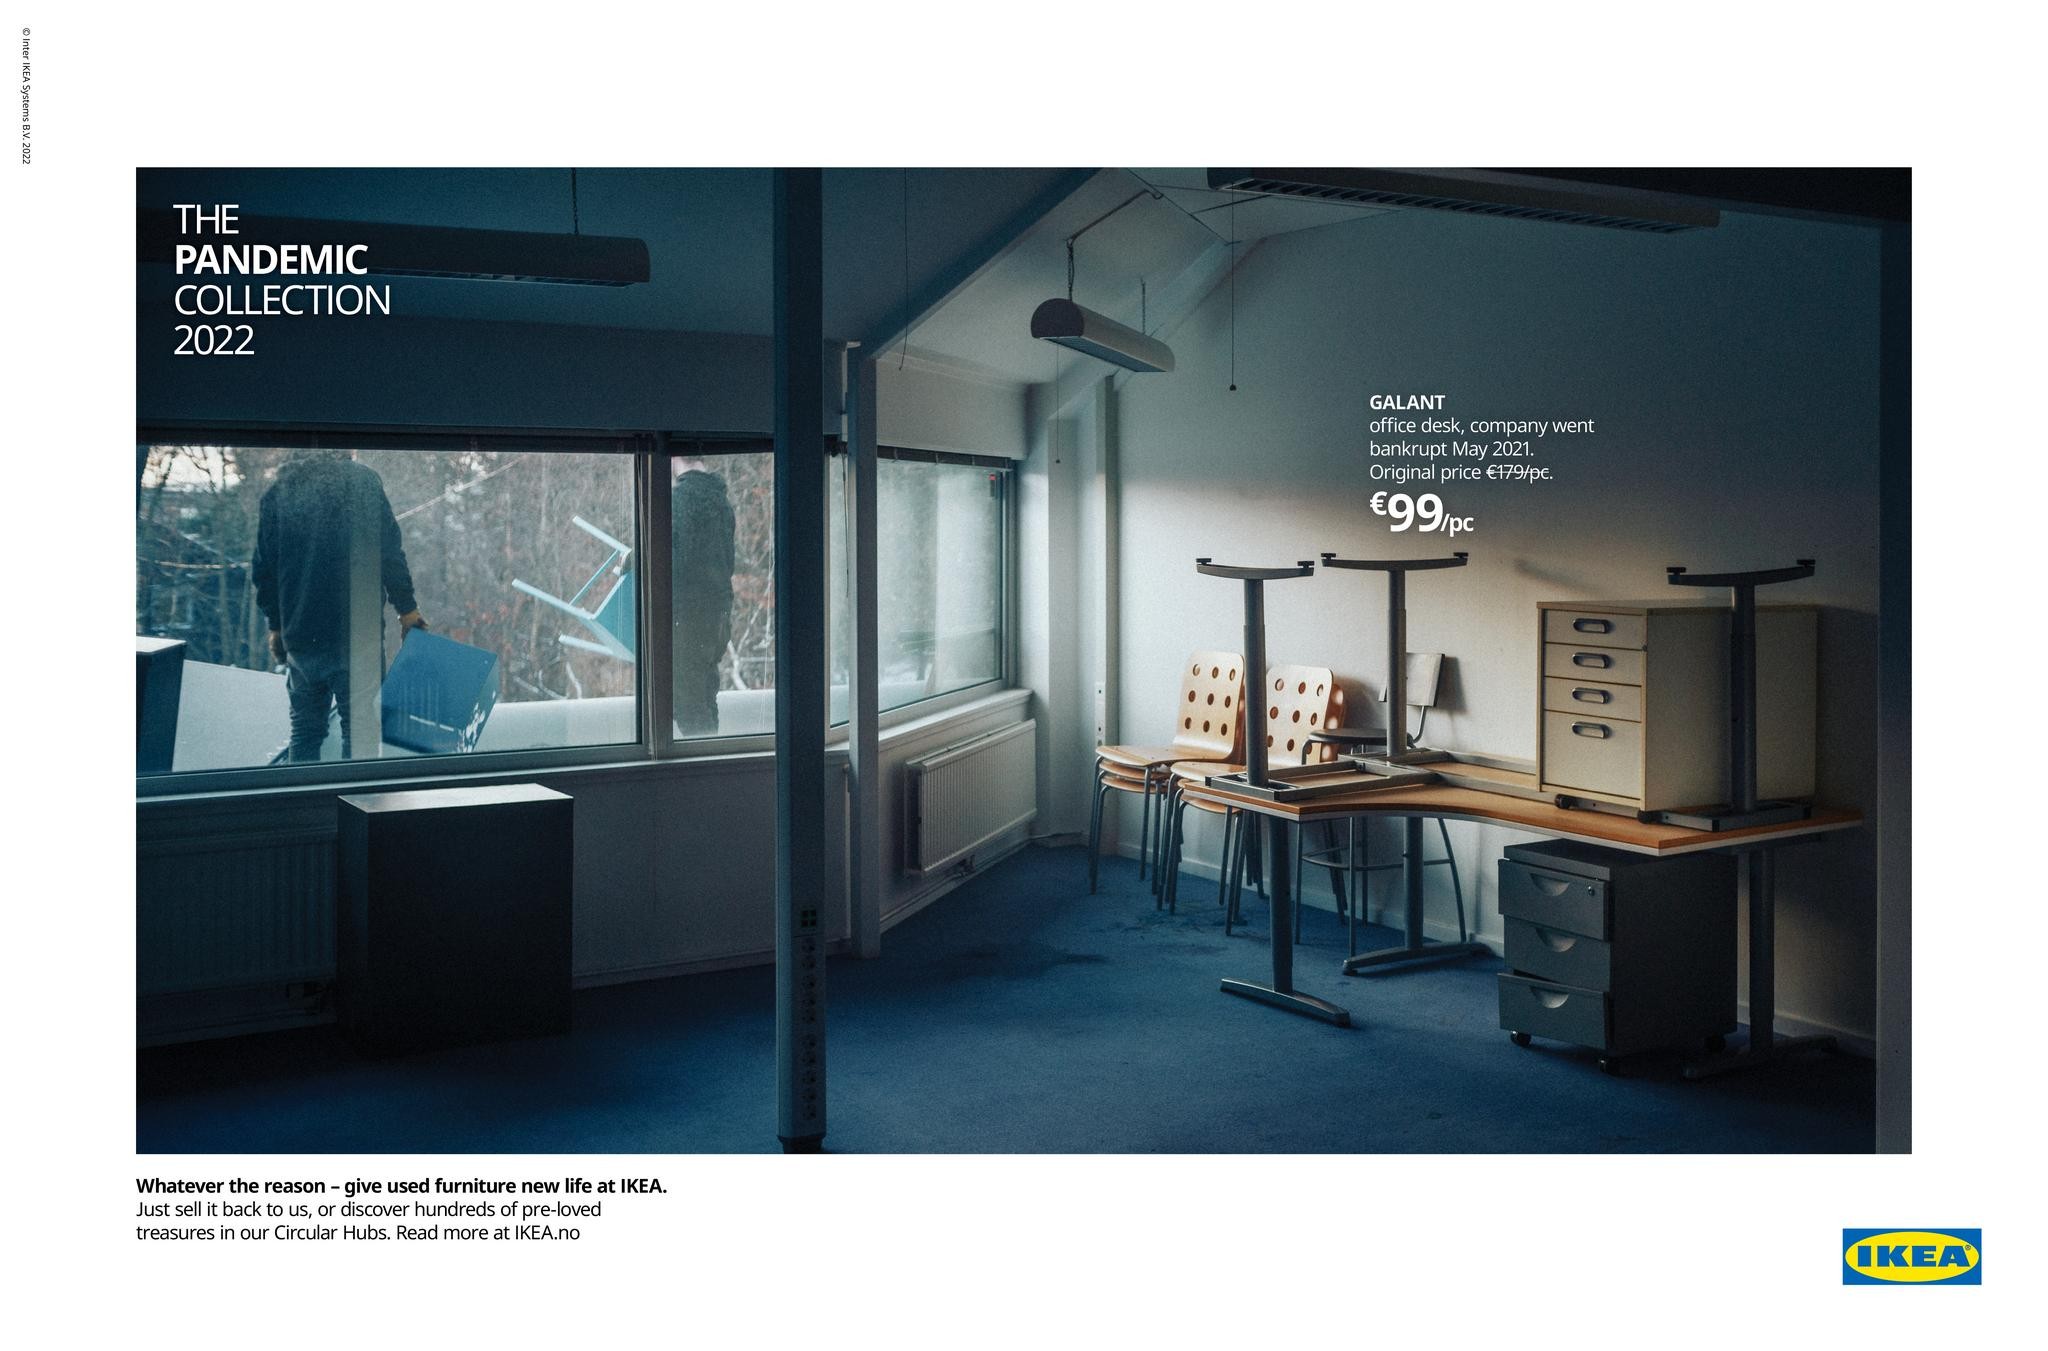 © Inter IKEA Systems B.V. 2022
THE
PANDEMIC
COLLECTION
2022
GALANT
office desk, company went
bankrupt May 2021.
Original price €179/pc.
€99/pc
Whatever the reason – give used furniture new life at IKEA.
Just sell it back to us, or discover hundreds of pre-loved
treasures in our Circular Hubs. Read more at IKEA.no
IKEA®